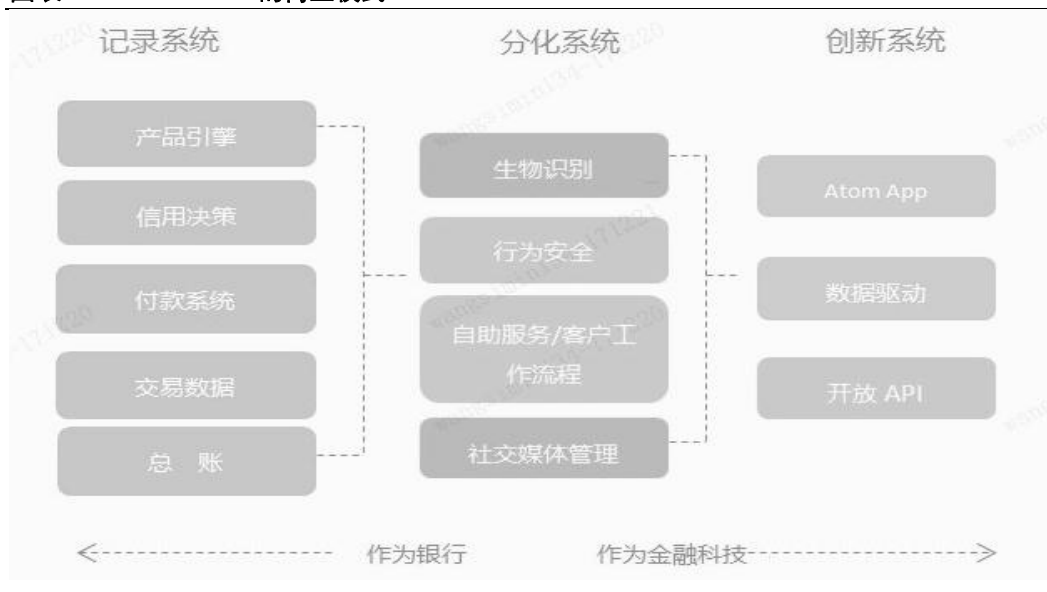 记录系统
分化系统
创新系统
产品引擎
信用决策
付款系统
交易数据
总 账
生物识别
行为安全
自助服务/客户工
作流程
社交媒体管理
Atom App
数据驱动
开放 API
作为银行
作为金融科技